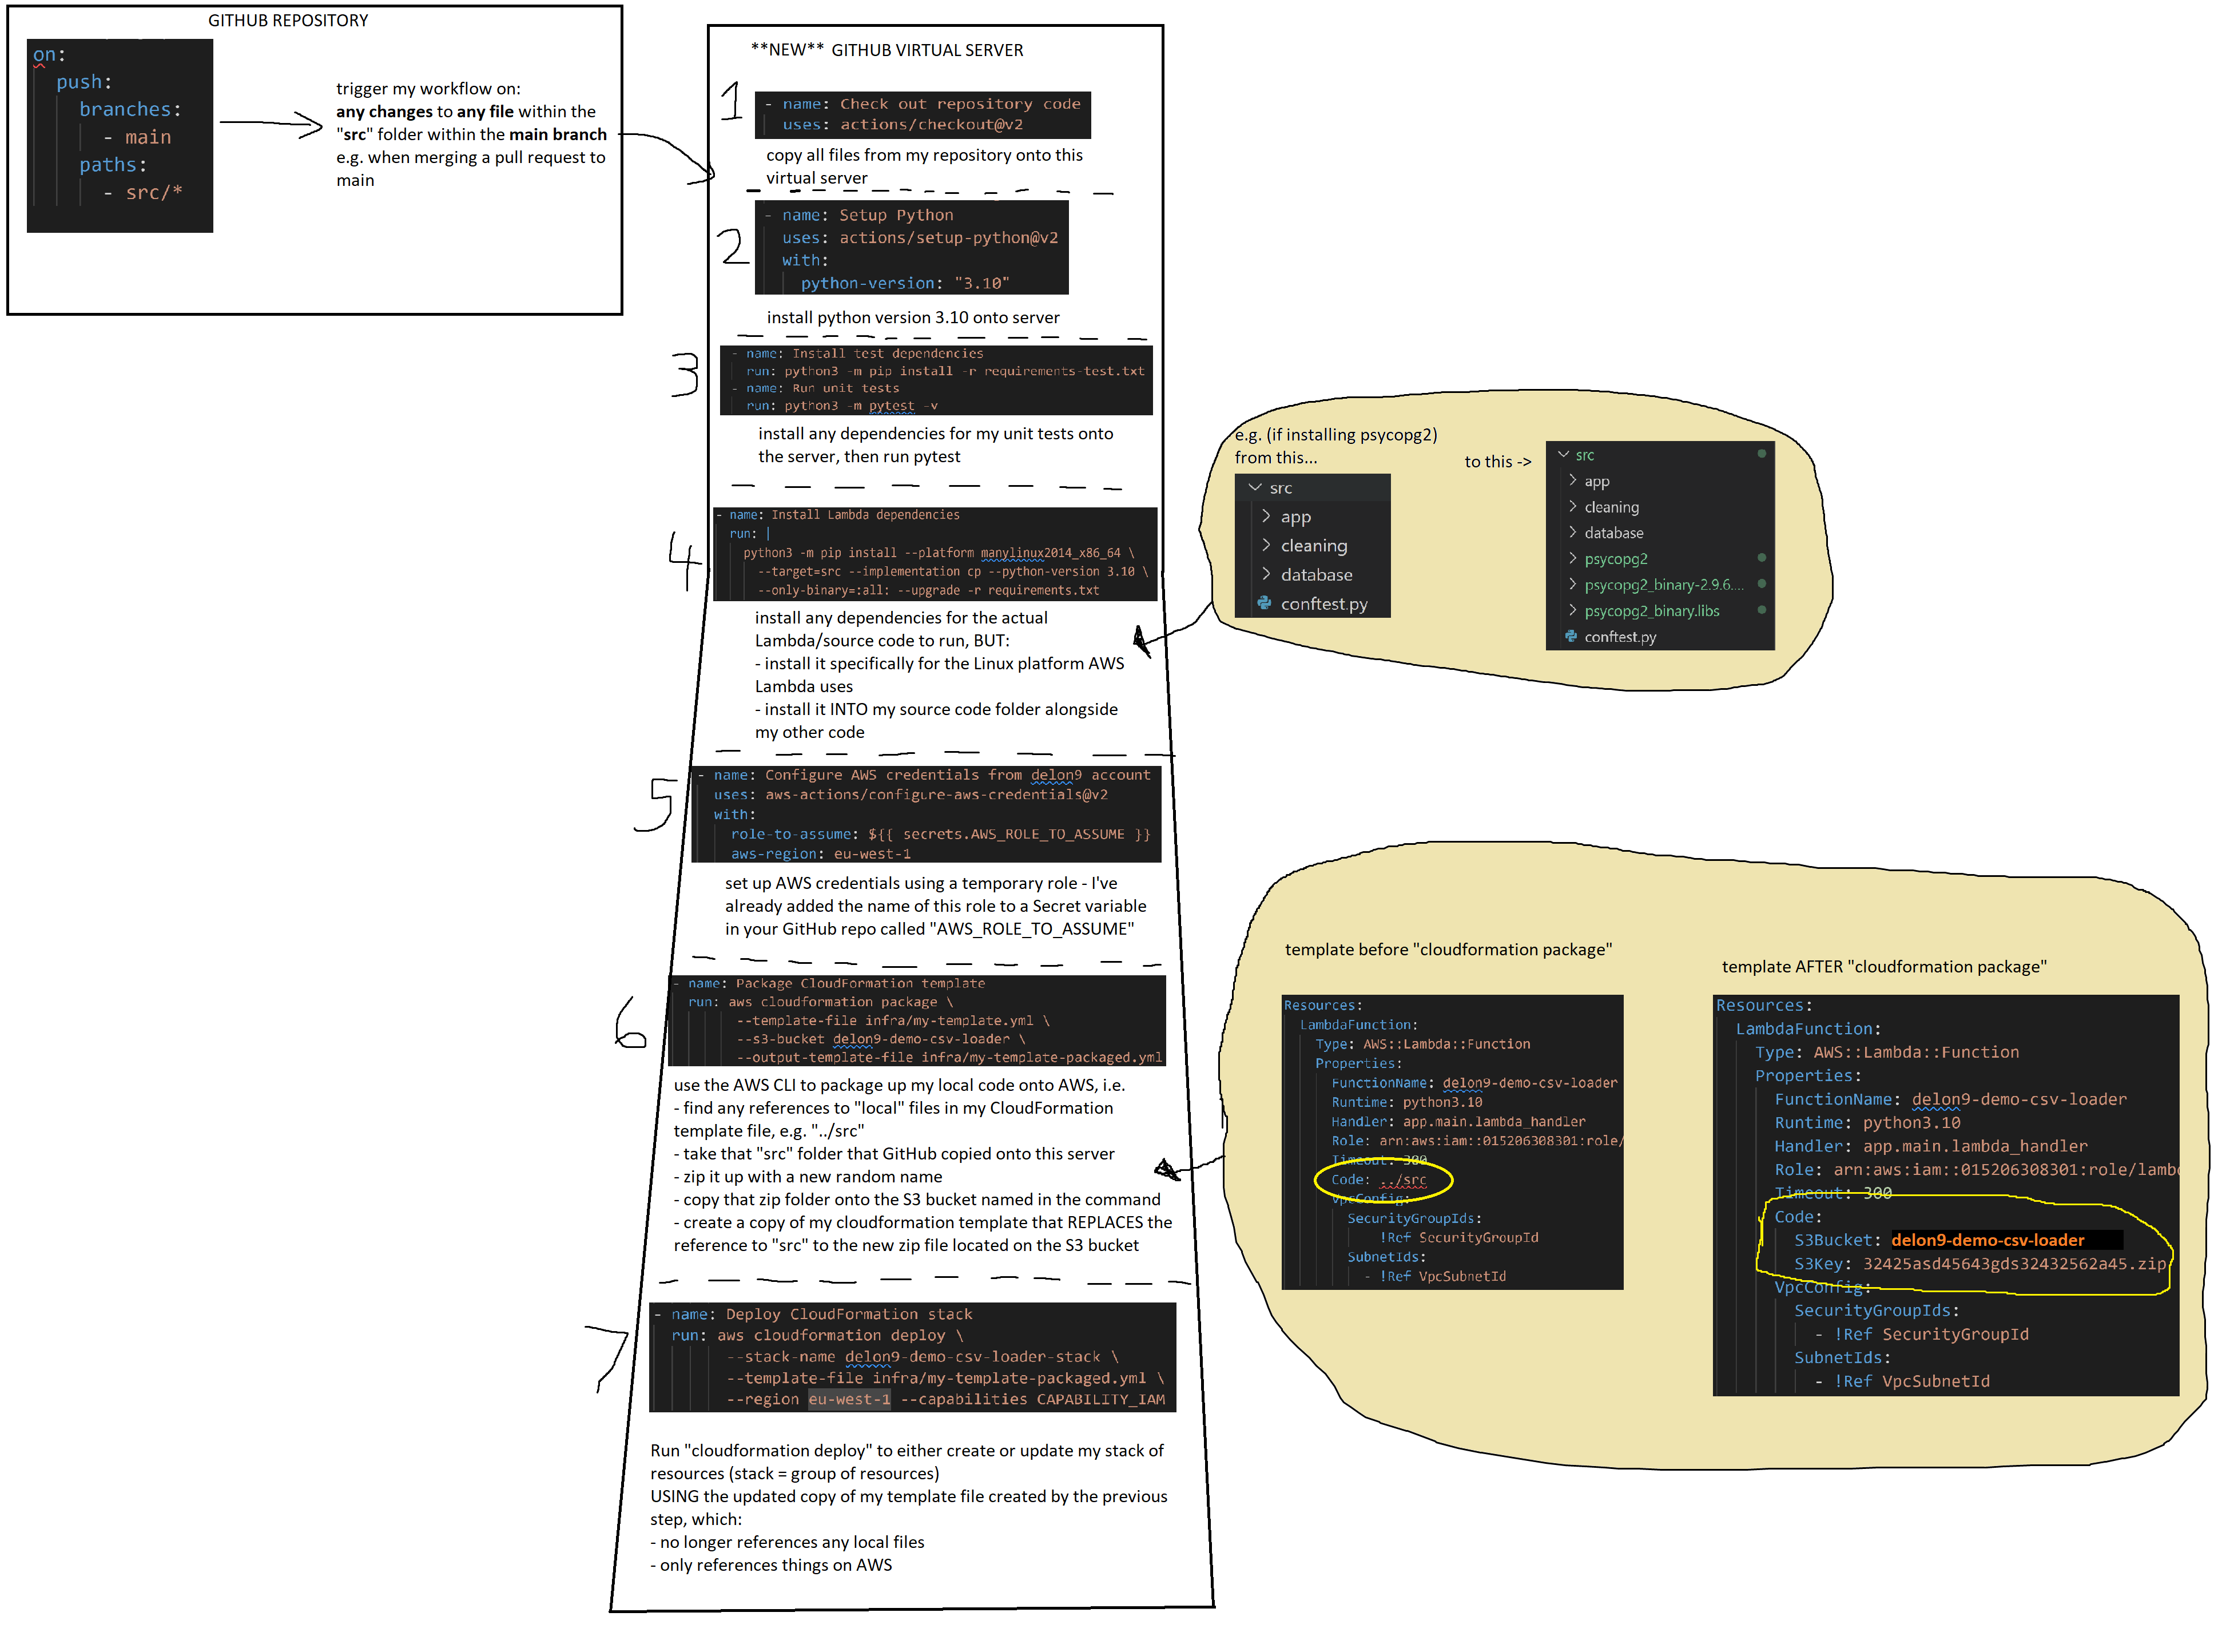 GITHUB REPOSITORY
on:
push:
branches:
- main
paths:
- src/*
trigger my workflow on:
any changes to any file within the
"src" folder within the main branch
e.g. when merging a pull request to
main
**NEW** GITHUB VIRTUAL SERVER
1
- name: Check out repository code
uses: actions/checkout@v2
copy all files from my repository onto this
virtual server
2
- name: Setup Python
uses: actions/setup-python@v2
with:
python-version: "3.10"
install python version 3.10 onto server
3
- name: Install test dependencies
run: python3 -m pip install -r requirements-test.txt
- name: Run unit tests
run: python3 -m pytest -v
install any dependencies for my unit tests onto
the server, then run pytest
4
- name: Install Lambda dependencies
run: |
python3 -m pip install --platform manylinux2014_x86_64 \
--target=src --implementation cp --python-version 3.10 \
--only-binary=:all: --upgrade -r requirements.txt
install any dependencies for the actual
Lambda/source code to run, BUT:
- install it specifically for the Linux platform AWS
Lambda uses
- install it INTO my source code folder alongside
my other code
e.g. (if installing psycopg2)
from this...
src
app
cleaning
database
conftest.py
to this ->
src
app
cleaning
database
psycopg2
psycopg2_binary-2.9.6....
psycopg2_binary.libs
conftest.py
5
- name: Configure AWS credentials from delon9 account
uses: aws-actions/configure-aws-credentials@v2
with:
role-to-assume: ${{ secrets.AWS_ROLE_TO_ASSUME }}
aws-region: eu-west-1
set up AWS credentials using a temporary role - I've
already added the name of this role to a Secret variable
in your GitHub repo called "AWS_ROLE_TO_ASSUME"
6
- name: Package CloudFormation template
run: aws cloudformation package \
--template-file infra/my-template.yml \
--s3-bucket delon9-demo-csv-loader \
--output-template-file infra/my-template-packaged.yml
use the AWS CLI to package up my local code onto AWS, i.e.
- find any references to "local" files in my CloudFormation
template file, e.g. "../src"
- take that "src" folder that GitHub copied onto this server
- zip it up with a new random name
- copy that zip folder onto the S3 bucket named in the command
- create a copy of my cloudformation template that REPLACES the
reference to "src" to the new zip file located on the S3 bucket
template before "cloudformation package"
Resources:
LambdaFunction:
Type: AWS::Lambda::Function
Properties:
FunctionName: delon9-demo-csv-loader
Runtime: python3.10
Handler: app.main.lambda_handler
Role: arn:aws:iam::015206308301:role/
Timeout: 300
Code: ../src
VpcConfig:
SecurityGroupIds:
!Ref SecurityGroupId
SubnetIds:
- !Ref VpcSubnetId
template AFTER "cloudformation package"
Resources:
LambdaFunction:
Type: AWS::Lambda::Function
Properties:
FunctionName: delon9-demo-csv-loader
Runtime: python3.10
Handler: app.main.lambda_handler
Role: arn:aws:iam::015206308301:role/lambd
Timeout: 300
Code:
S3Bucket: delon9-demo-csv-loader
S3Key: 32425asd45643gds32432562a45.zip
VpcConfig:
SecurityGroupIds:
- !Ref SecurityGroupId
SubnetIds:
- !Ref VpcSubnetId
7
- name: Deploy CloudFormation stack
run: aws cloudformation deploy \
--stack-name delon9-demo-csv-loader-stack \
--template-file infra/my-template-packaged.yml \
--region eu-west-1 --capabilities CAPABILITY_IAM
Run "cloudformation deploy" to either create or update my stack of
resources (stack = group of resources)
USING the updated copy of my template file created by the previous
step, which:
- no longer references any local files
- only references things on AWS